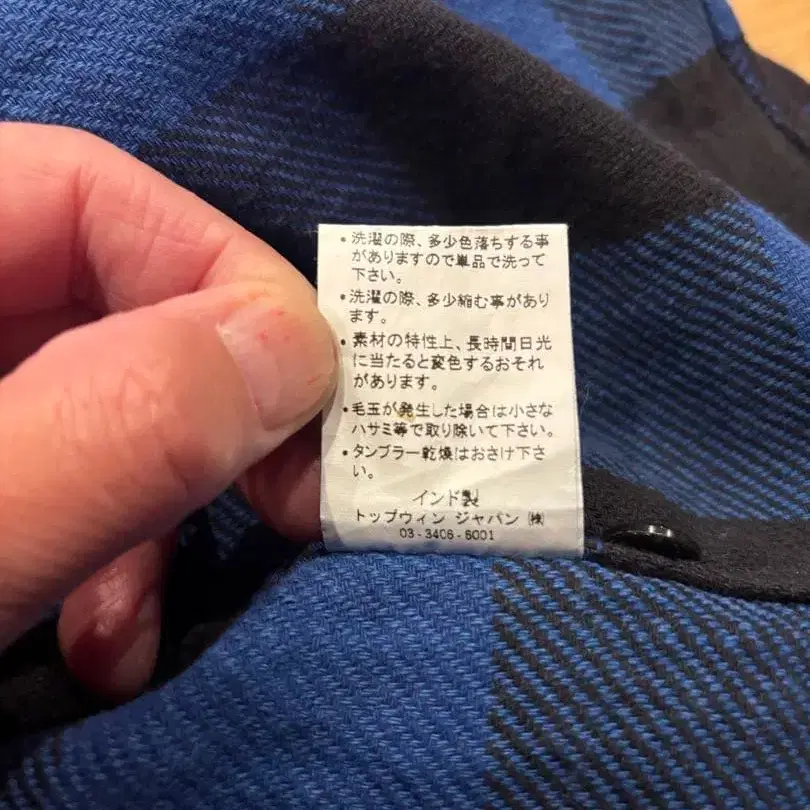 ・洗濯の際、多少色落ちする事
がありますので単品で洗って
下さい。
・洗濯の際、多少縮む事があり
ます。
・素材の特性上、長時間日光
に当たると変色するおそれ
があります。
・毛玉が発生した場合は小さな
ハサミ等で取り除いて下さい。
・タンブラー乾燥はおさけ下さ
い。
インド製
トップウィン ジャパン ㈱
03-3406-6001